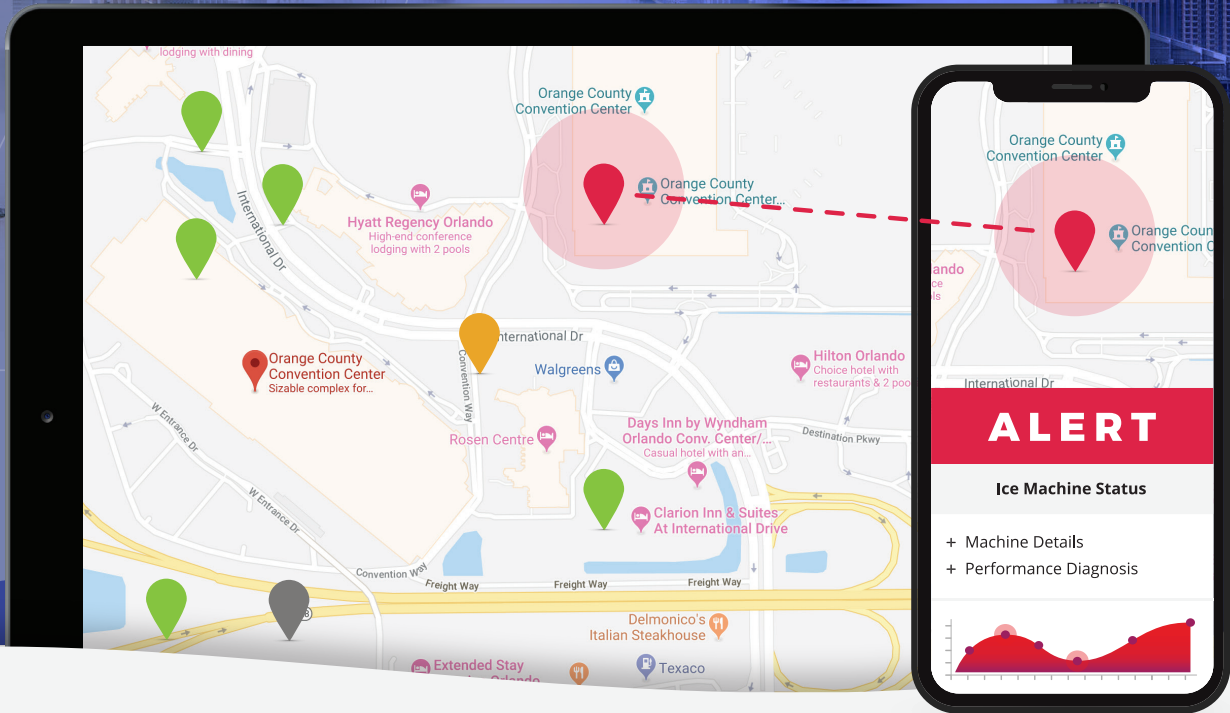 lodging with dining
Orange County
Convention Center
Orange County
Convention Center...
International Dr
Hyatt Regency Orlando
High-end conference
lodging with 2 pools
International Dr
Convention Way
Orange County
Convention Center
Sizable complex for...
Walgreens
Hilton Orlando
Choice hotel with
restaurants & 2 poo
W Entrance Dr
Rosen Centre
Days Inn by Wyndham
Orlando Conv. Center/...
Casual hotel with an...
Destination Pkwy
W Entrance Dr
Clarion Inn & Suites
At International Drive
Convention Way
Freight Way
Freight Way
Freight Way
Delmonico's
Italian Steakhouse
Extended Stay
Orlando
Texaco
Orange County
Convention Center
Orange Coun
Convention C
ando
ce
ls
International Dr
ALERT
Ice Machine Status
+ Machine Details
+ Performance Diagnosis